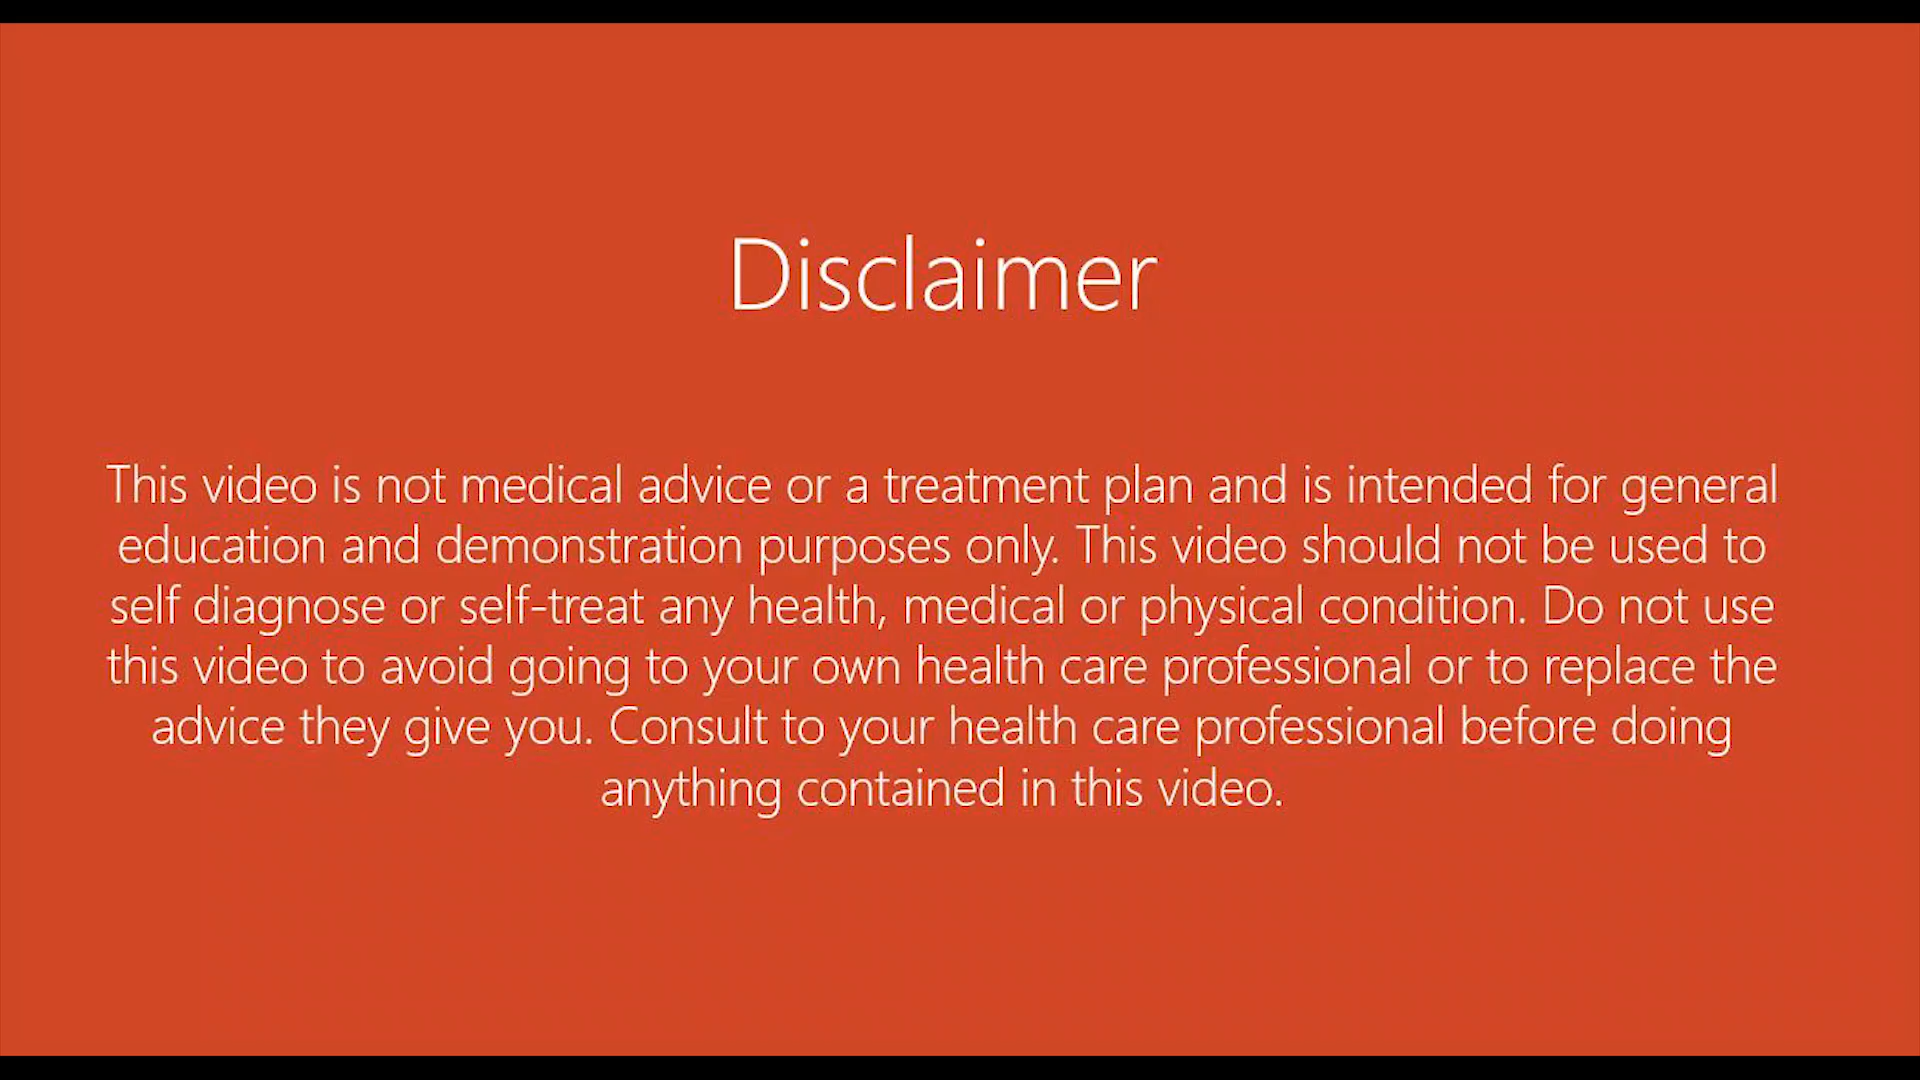 Disclaimer
This video is not medical advice or a treatment plan and is intended for general
education and demonstration purposes only. This video should not be used to
self diagnose or self-treat any health, medical or physical condition. Do not use
this video to avoid going to your own health care professional or to replace the
advice they give you. Consult to your health care professional before doing
anything contained in this video.